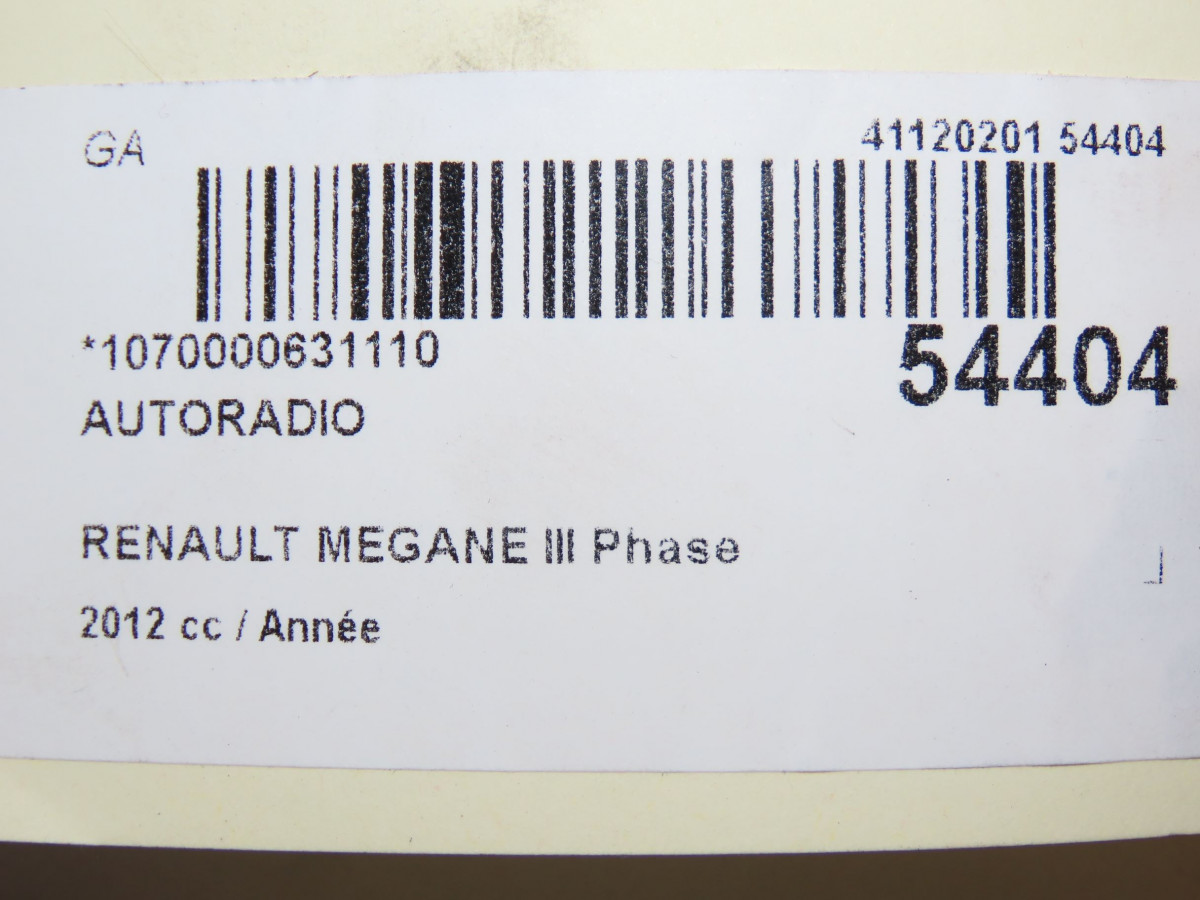 GA 41120201 54404
*1070000631110 54404
AUTORADIO
RENAULT MEGANE III Phase
2012 cc / Année